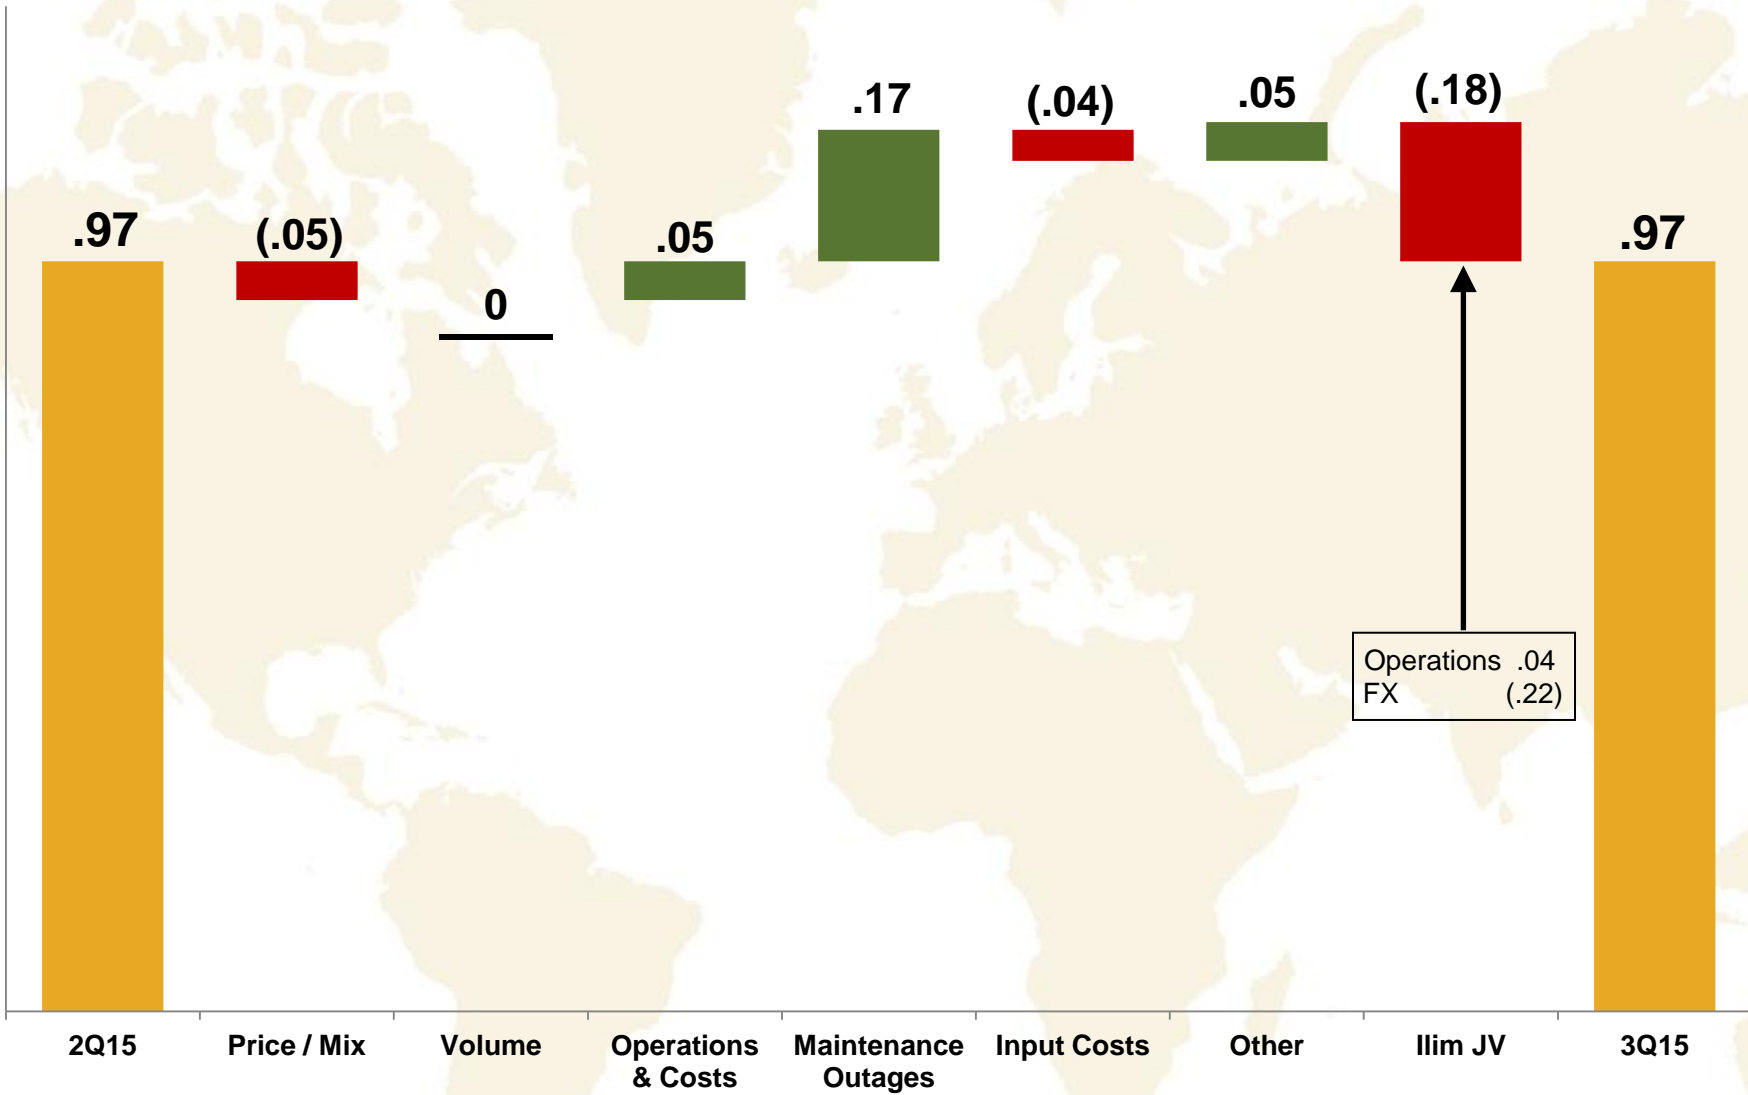 .97
(.05)
0
.05
.17
(.04)
.05
(.18)
.97
Operations .04
FX (.22)
2Q15
Price / Mix
Volume
Operations
& Costs
Maintenance
Outages
Input Costs
Other
Ilim JV
3Q15